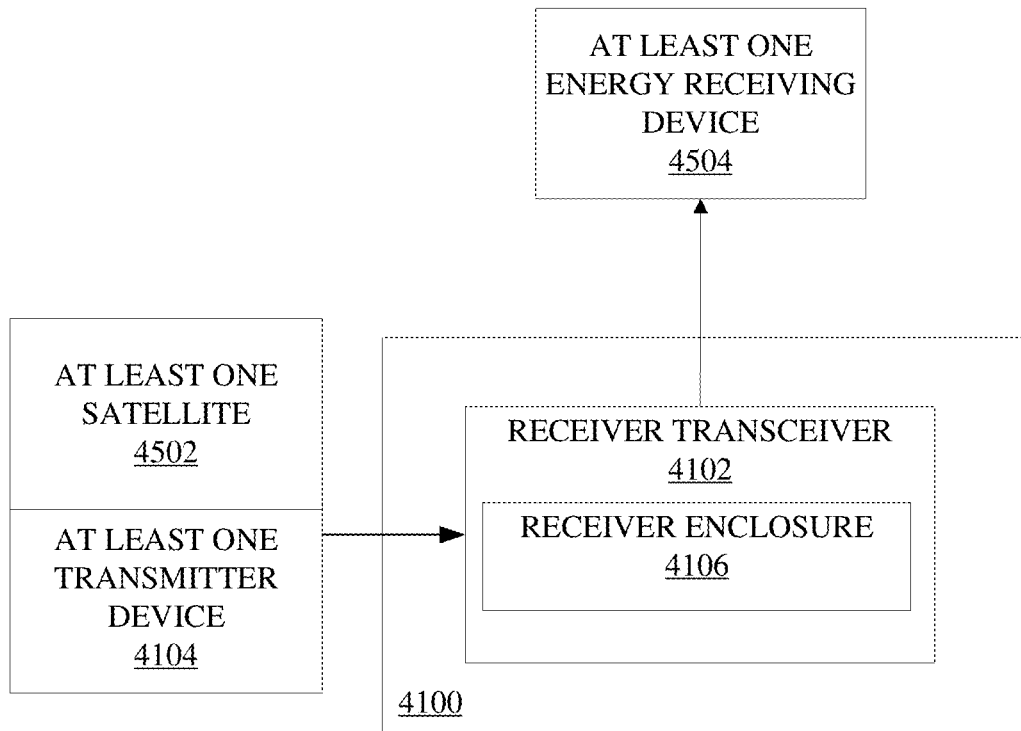 AT LEAST ONE
ENERGY RECEIVING
DEVICE
4504
AT LEAST ONE
SATELLITE
4502
AT LEAST ONE
TRANSMITTER
DEVICE
4104
RECEIVER TRANSCEIVER
4102
RECEIVER ENCLOSURE
4106
4100